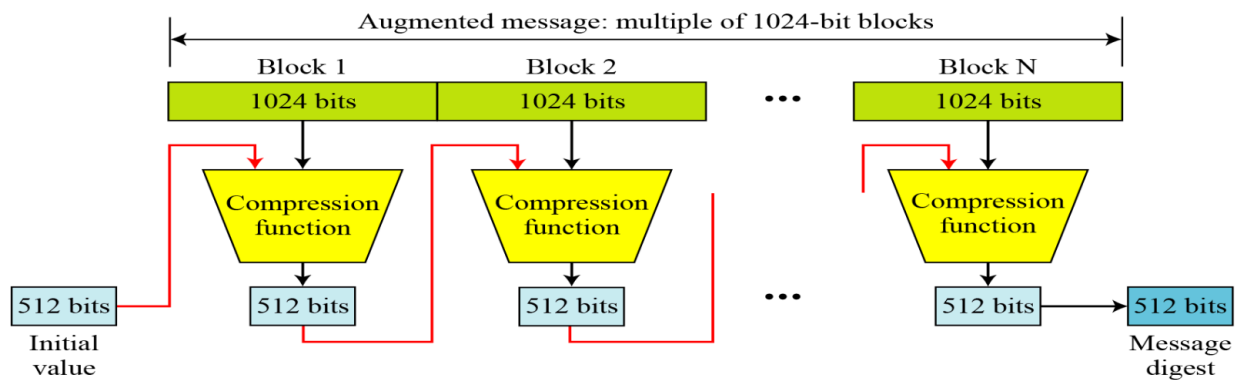 Augmented message: multiple of 1024-bit blocks
Block 1
Block 2
Block N
1024 bits
1024 bits
•••
1024 bits
Compression
function
Compression
function
Compression
function
512 bits
512 bits
512 bits
•••
512 bits
512 bits
Initial
value
Message
digest